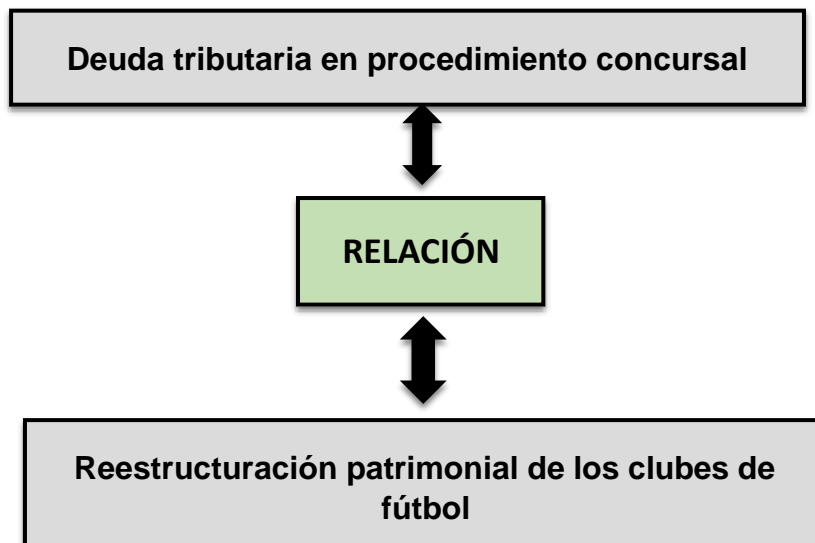 Deuda tributaria en procedimiento concursal
RELACIÓN
Reestructuración patrimonial de los clubes de
fútbol